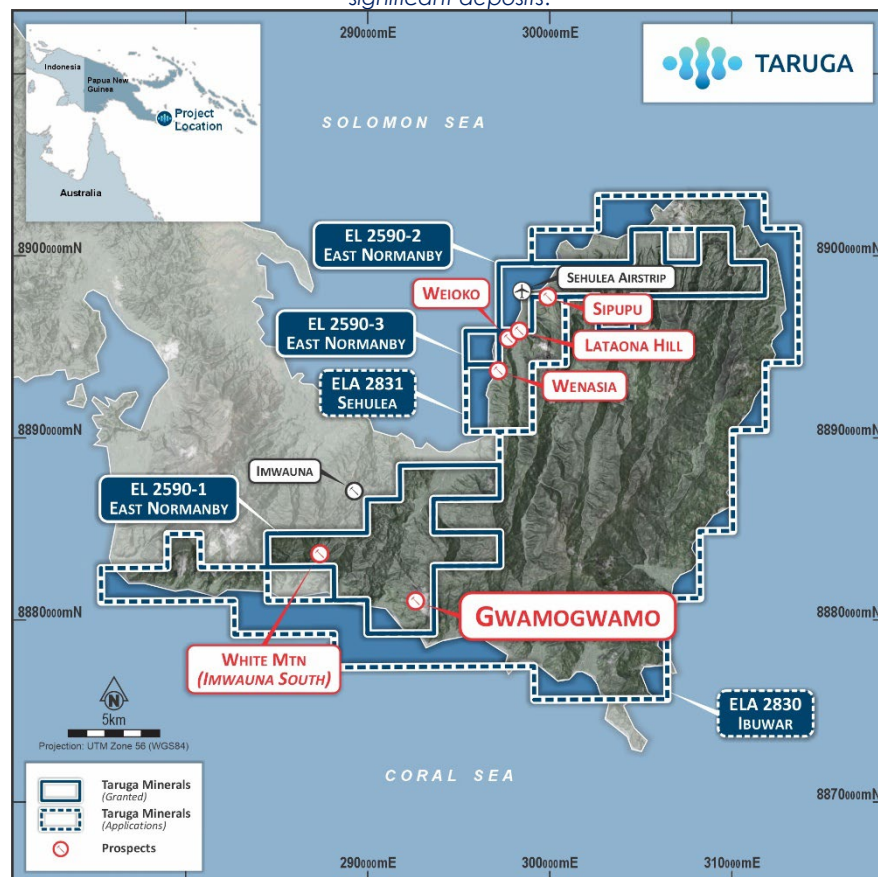 significant deposits.
290000mE
300000mE
Indonesia
Papua New
Guinea
Project
Location
Australia
TARUGA
SOLOMON SEA
8900000mN
8900000mN
EL 2590-2
EAST NORMANBY
SEHULEA AIRSTRIP
WEIOKO
SIPUPU
EL 2590-3
EAST NORMANBY
LATAONA HILL
WENASIA
ELA 2831
SEHULEA
8890000mN
8890000mN
IMWAUNA
EL 2590-1
EAST NORMANBY
8880000mN
8880000mN
GWAMOGWAMO
WHITE MTN
(IMWAUNA SOUTH)
N
5km
Projection: UTM Zone 56 (WGS84)
ELA 2830
IBUWAR
CORAL SEA
Taruga Minerals
(Granted)
Taruga Minerals
(Applications)
Prospects
8870000mN
290000mE
300000mE
310000mE